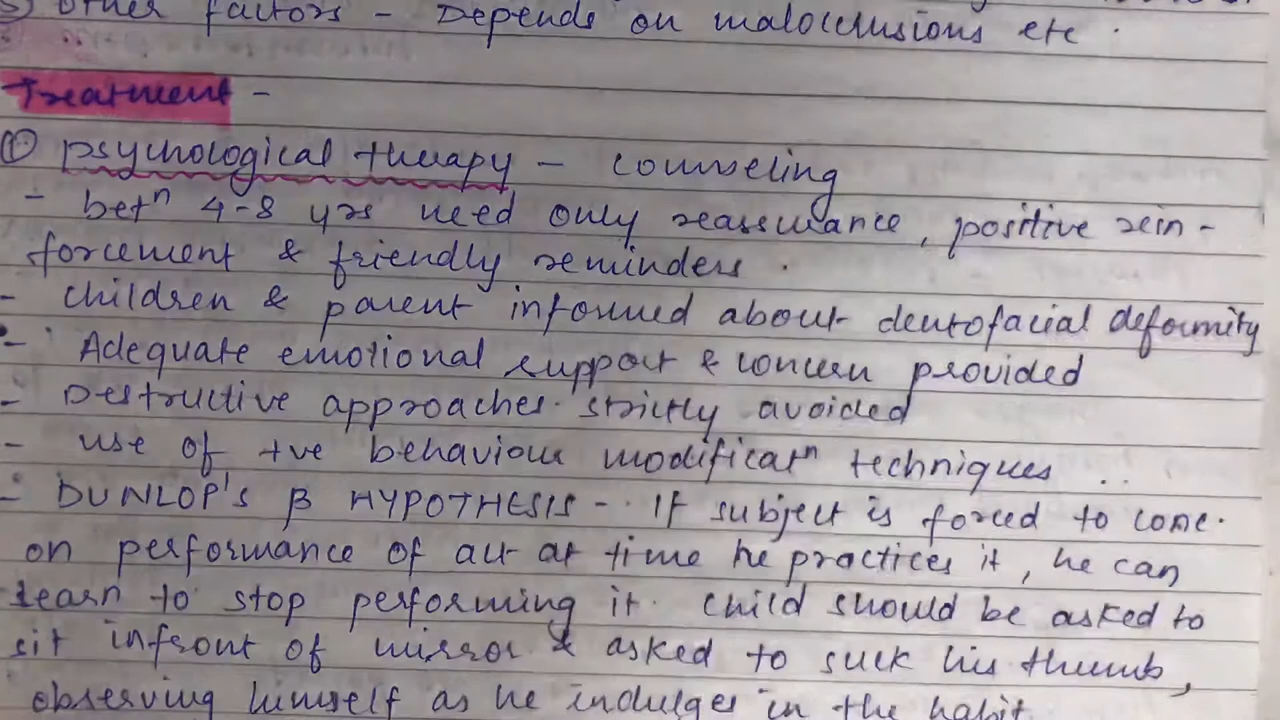 5) other factors - Depends on malocclusions etc.
Treatment -
① psychological therapy - counseling
- betⁿ 4-8 yrs need only reassurance, positive rein-
forcement & friendly reminders.
- children & parent informed about dentofacial deformity
- Adequate emotional support & concern provided
- Destructive approaches strictly avoided
- use of +ve behaviour modificatⁿ techniques
- DUNLOP's β HYPOTHESIS - If subject is forced to conc.
on performance of act at time he practices it, he can
learn to stop performing it. child should be asked to
sit infront of mirror & asked to suck his thumb,
observing himself as he indulges in the habit